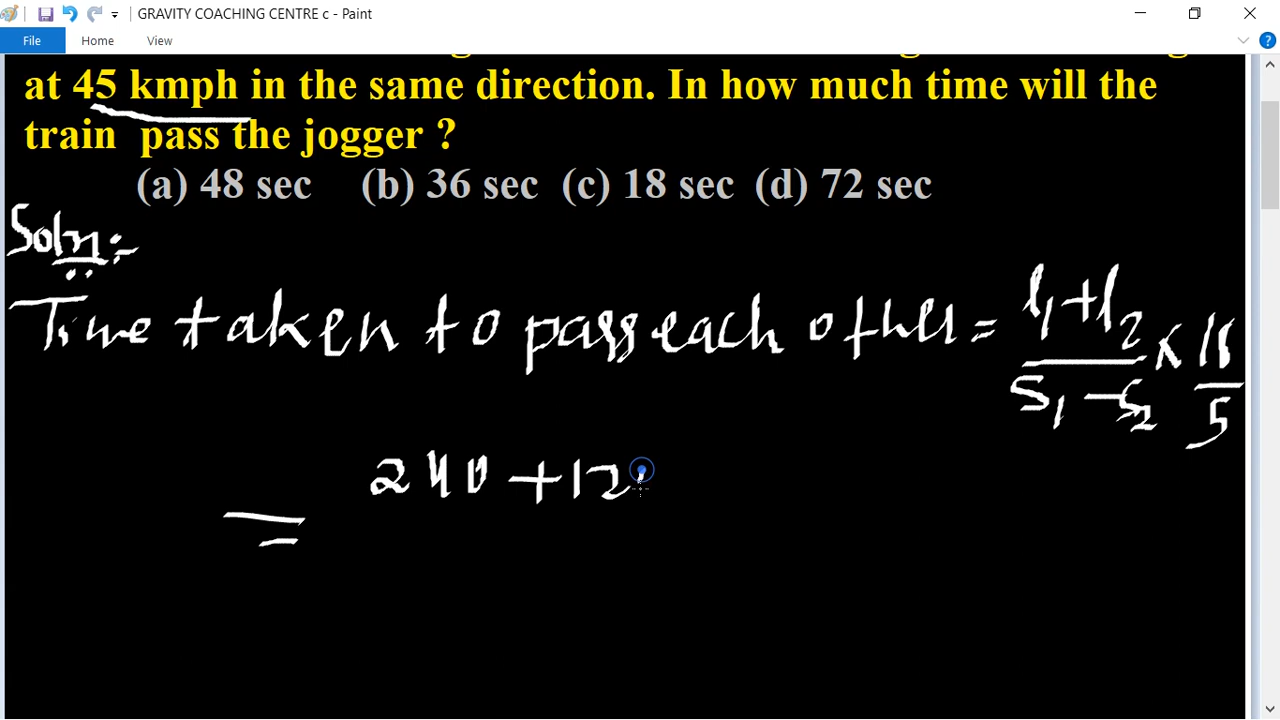 GRAVITY COACHING CENTRE c - Paint
File Home View
at 45 kmph in the same direction. In how much time will the
train pass the jogger ?
(a) 48 sec (b) 36 sec (c) 18 sec (d) 72 sec
Soln:-
Time taken to pass each other = l1+l2 / S1-S2 × 18/5
= 240+12